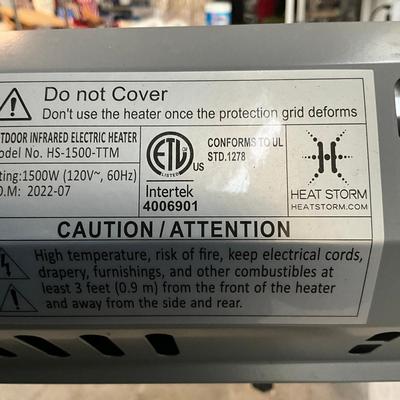 Do not Cover
Don't use the heater once the protection grid deforms
TDOOR INFRARED ELECTRIC HEATER
odel No. HS-1500-TTM
ting:1500W (120V~, 60Hz)
O.M: 2022-07
ETL
LISTED
US
Intertek
4006901
CONFORMS TO UL
STD.1278
HEAT STORM
HEATSTORM.COM
CAUTION / ATTENTION
High temperature, risk of fire, keep electrical cords,
drapery, furnishings, and other combustibles at
least 3 feet (0.9 m) from the front of the heater
and away from the side and rear.